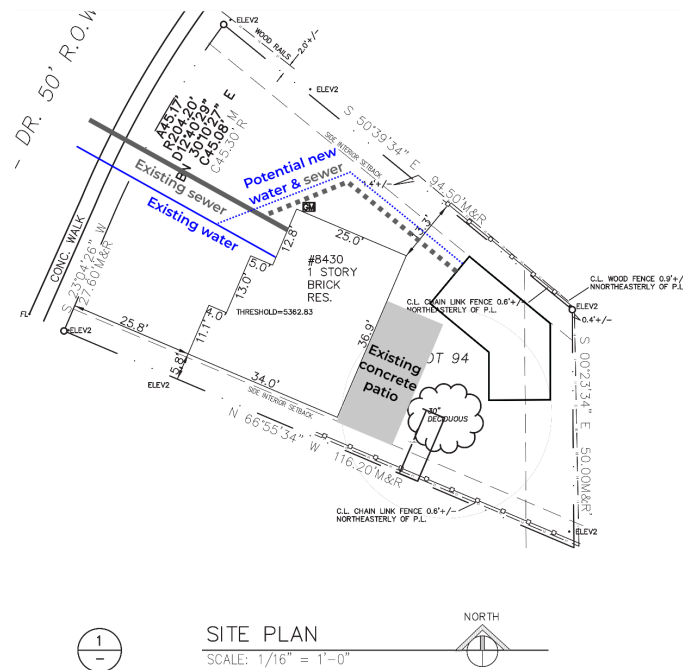 DR. 50' R.O.W
ELEV2
WOOD RAILS
2.0'+/-
ELEV2
A45.17'
R204.20'
D12°40'29"
BN 30°10'27" E
C45.08' M
C45.30' R
S 50°39'34" E 94.50'M&R
SIDE INTERIOR SETBACK
Potential new
water & sewer
1.4'+/-
Existing sewer
Existing water
CONC. WALK
S 23°04'26" W
27.60'M&R
FL
ELEV2
12.8'
25.0'
5.0'
13.0'
4.0'
11.1'
5.8'
#8430
1 STORY
BRICK
RES.
THRESHOLD=5362.83
36.9'
25.8'
34.0'
SIDE INTERIOR SETBACK
ELEV2
N 66°55'34" W 116.20'M&R
C.L. CHAIN LINK FENCE 0.6'+/-
NORTHEASTERLY OF P.L.
C.L. WOOD FENCE 0.9'+/-
NNORTHEASTERLY OF P.L
ELEV2
0.4'+/-
Existing
concrete
patio
OT 94
30"
DECIDUOUS
S 00°23'34" E 50.00M&R'
C.L. CHAIN LINK FENCE 0.6'+/-
NORTHEASTERLY OF P.L.
ELEV2
1
SITE PLAN
SCALE: 1/16" = 1'-0"
NORTH